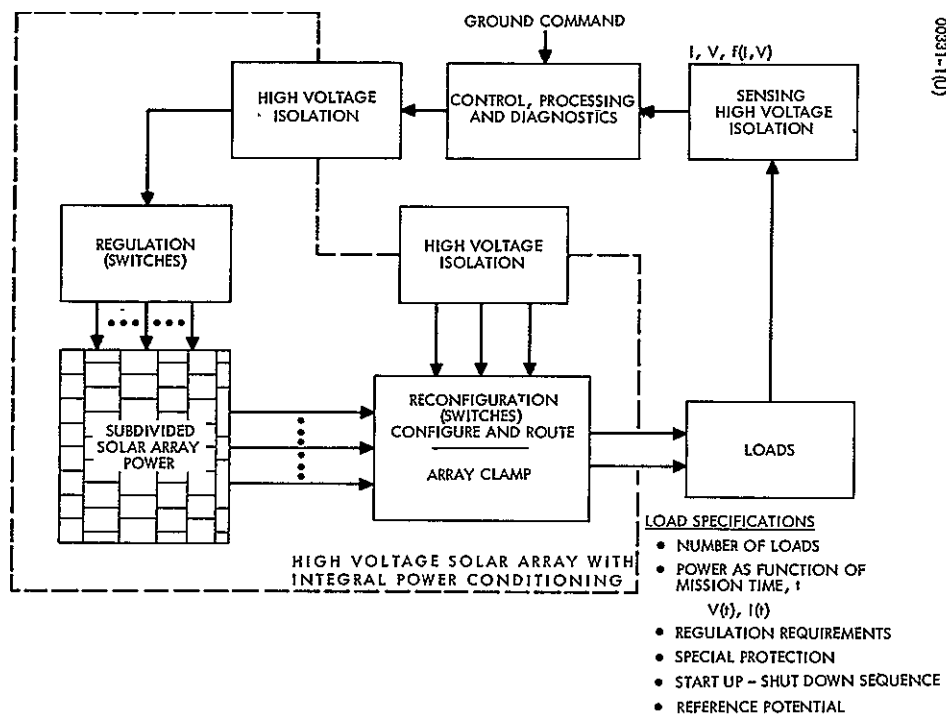 GROUND COMMAND
00331-1(U)
I, V, F(I,V)
HIGH VOLTAGE
ISOLATION
CONTROL, PROCESSING
AND DIAGNOSTICS
SENSING
HIGH VOLTAGE
ISOLATION
REGULATION
(SWITCHES)
HIGH VOLTAGE
ISOLATION
SUBDIVIDED
SOLAR ARRAY
POWER
RECONFIGURATION
(SWITCHES)
CONFIGURE AND ROUTE
ARRAY CLAMP
LOADS
HIGH VOLTAGE SOLAR ARRAY WITH
INTEGRAL POWER CONDITIONING
LOAD SPECIFICATIONS
• NUMBER OF LOADS
• POWER AS FUNCTION OF
MISSION TIME, t
V(t), I(t)
• REGULATION REQUIREMENTS
• SPECIAL PROTECTION
• START UP – SHUT DOWN SEQUENCE
• REFERENCE POTENTIAL